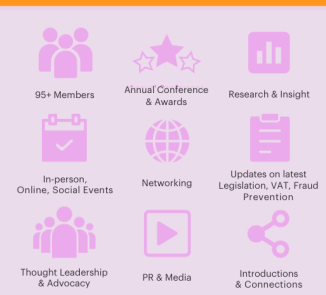 95+ Members
Annual Conference
& Awards
Research & Insight
In-person,
Online, Social Events
Networking
Updates on latest
Legislation, VAT, Fraud
Prevention
Thought Leadership
& Advocacy
PR & Media
Introductions
& Connections